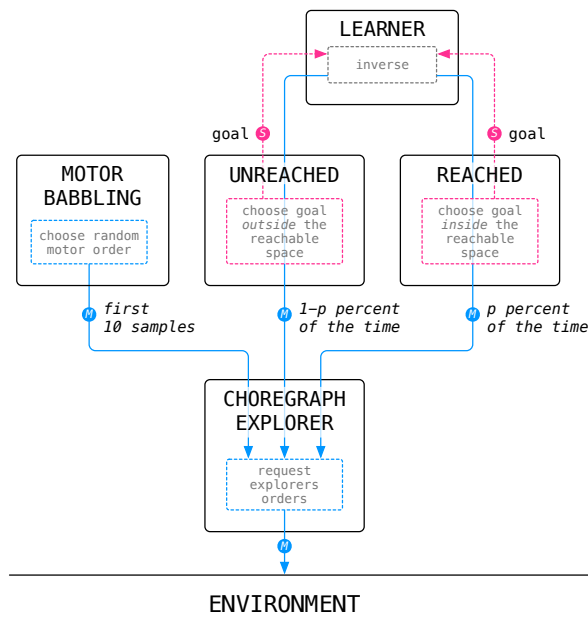 LEARNER
inverse
goal S
S goal
MOTOR
BABBLING
choose random
motor order
UNREACHED
choose goal
outside the
reachable
space
REACHED
choose goal
inside the
reachable
space
M first
10 samples
M 1–p percent
of the time
M p percent
of the time
CHOREGRAPH
EXPLORER
request
explorers
orders
M
ENVIRONMENT